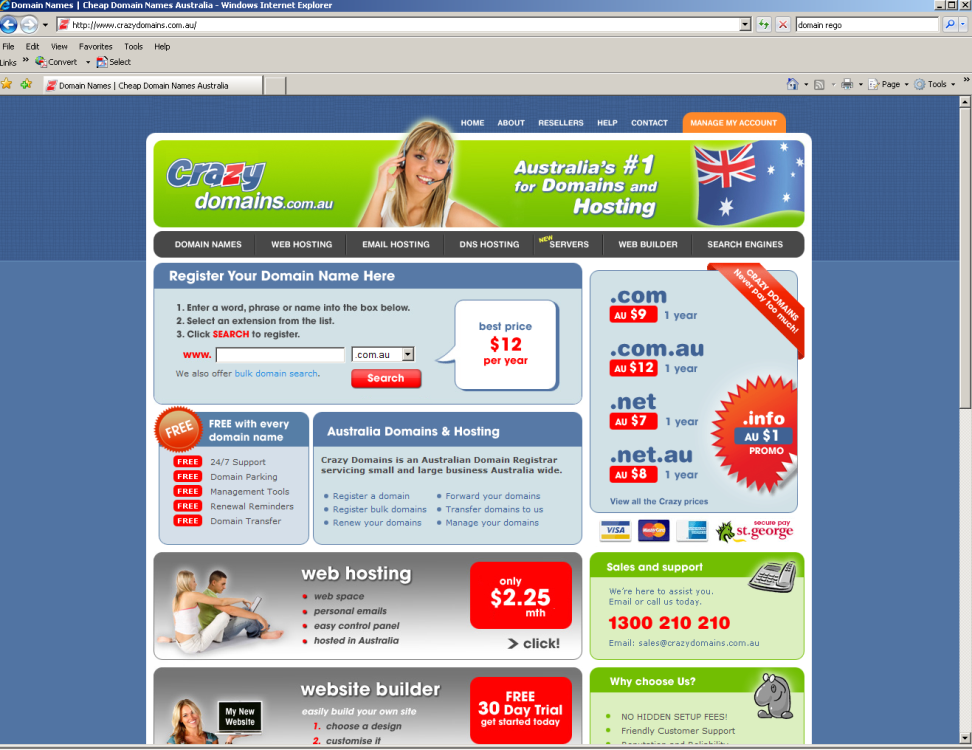 Domain Names | Cheap Domain Names Australia - Windows Internet Explorer
http://www.crazydomains.com.au/
domain rego
File Edit View Favorites Tools Help
Links » Convert Select
Domain Names | Cheap Domain Names Australia
Page Tools »
HOME ABOUT RESELLERS HELP CONTACT MANAGE MY ACCOUNT
Crazy
domains.com.au
Australia's #1
for Domains and
Hosting
DOMAIN NAMES WEB HOSTING EMAIL HOSTING DNS HOSTING NEW SERVERS WEB BUILDER SEARCH ENGINES
Register Your Domain Name Here
1. Enter a word, phrase or name into the box below.
2. Select an extension from the list.
3. Click SEARCH to register.
www. .com.au
We also offer bulk domain search.
Search
best price
$12
per year
CRAZY DOMAINS
Never pay too much!
.com
AU $9 1 year
.com.au
AU $12 1 year
.net
AU $7 1 year
.net.au
AU $8 1 year
.info
AU $1
PROMO
View all the Crazy prices
VISA MasterCard st.george secure pay
FREE
FREE with every
domain name
FREE 24/7 Support
FREE Domain Parking
FREE Management Tools
FREE Renewal Reminders
FREE Domain Transfer
Australia Domains & Hosting
Crazy Domains is an Australian Domain Registrar
servicing small and large business Australia wide.
Register a domain
Register bulk domains
Renew your domains
Forward your domains
Transfer domains to us
Manage your domains
web hosting
web space
personal emails
easy control panel
hosted in Australia
only
$2.25
mth
> click!
Sales and support
We're here to assist you.
Email or call us today.
1300 210 210
Email: sales@crazydomains.com.au
website builder
easily build your own site
1. choose a design
2. customise it
My New
Website
FREE
30 Day Trial
get started today
Why choose Us?
NO HIDDEN SETUP FEES!
Friendly Customer Support